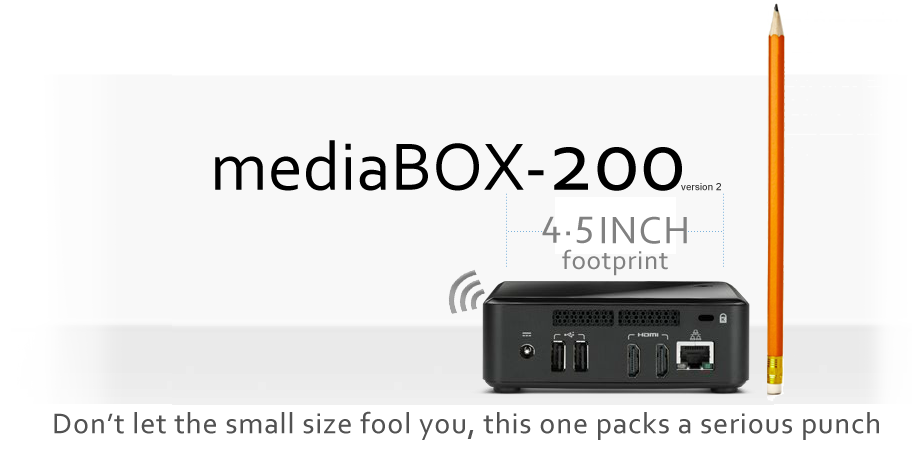 mediaBOX-200 version 2
4.5INCH
footprint
HDMI
Don't let the small size fool you, this one packs a serious punch